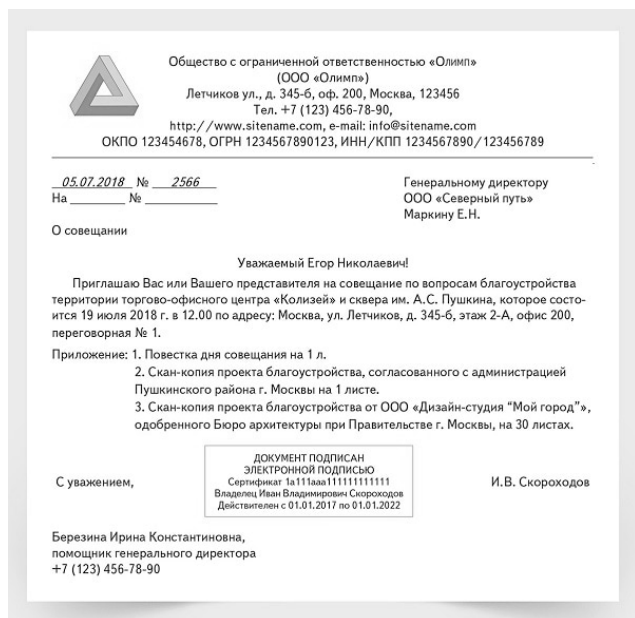 Общество с ограниченной ответственностью «Олимп»
(ООО «Олимп»)
Летчиков ул., д. 345-б, оф. 200, Москва, 123456
Тел. +7 (123) 456-78-90,
http://www.sitename.com, e-mail: info@sitename.com
ОКПО 123454678, ОГРН 1234567890123, ИНН/КПП 1234567890/123456789
05.07.2018 № 2566
На ________ № __________
Генеральному директору
ООО «Северный путь»
Маркину Е.Н.
О совещании
Уважаемый Егор Николаевич!
Приглашаю Вас или Вашего представителя на совещание по вопросам благоустройства
территории торгово-офисного центра «Колизей» и сквера им. А.С. Пушкина, которое состо-
ится 19 июля 2018 г. в 12.00 по адресу: Москва, ул. Летчиков, д. 345-б, этаж 2-А, офис 200,
переговорная № 1.
Приложение: 1. Повестка дня совещания на 1 л.
2. Скан-копия проекта благоустройства, согласованного с администрацией
Пушкинского района г. Москвы на 1 листе.
3. Скан-копия проекта благоустройства от ООО «Дизайн-студия “Мой город”»,
одобренного Бюро архитектуры при Правительстве г. Москвы, на 30 листах.
С уважением,
ДОКУМЕНТ ПОДПИСАН
ЭЛЕКТРОННОЙ ПОДПИСЬЮ
Сертификат 1а111ааа111111111111
Владелец Иван Владимирович Скороходов
Действителен с 01.01.2017 по 01.01.2022
И.В. Скороходов
Березина Ирина Константиновна,
помощник генерального директора
+7 (123) 456-78-90